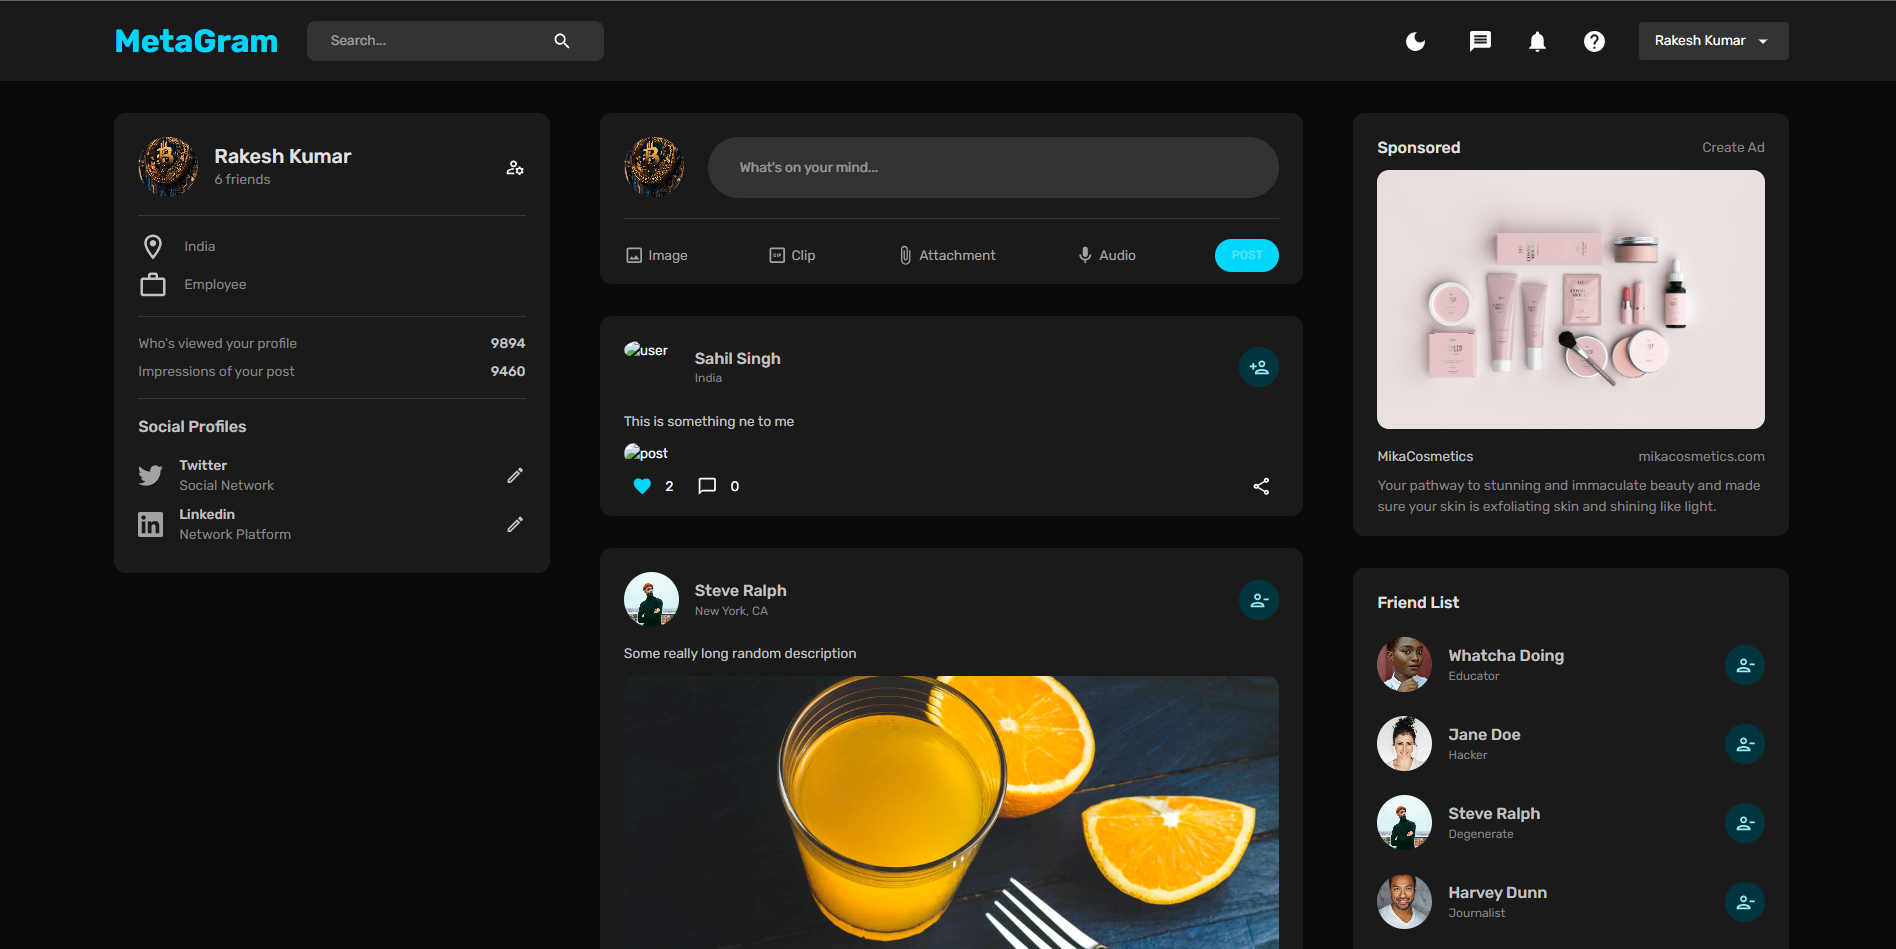 MetaGram
Search...
Rakesh Kumar
Rakesh Kumar
6 friends
India
Employee
Who's viewed your profile 9894
Impressions of your post 9460
Social Profiles
Twitter
Social Network
Linkedin
Network Platform
What's on your mind...
Image
GIF Clip
Attachment
Audio
POST
user
Sahil Singh
India
This is something ne to me
post
2
0
Steve Ralph
New York, CA
Some really long random description
Sponsored
Create Ad
MikaCosmetics
mikacosmetics.com
Your pathway to stunning and immaculate beauty and made
sure your skin is exfoliating skin and shining like light.
Friend List
Whatcha Doing
Educator
Jane Doe
Hacker
Steve Ralph
Degenerate
Harvey Dunn
Journalist